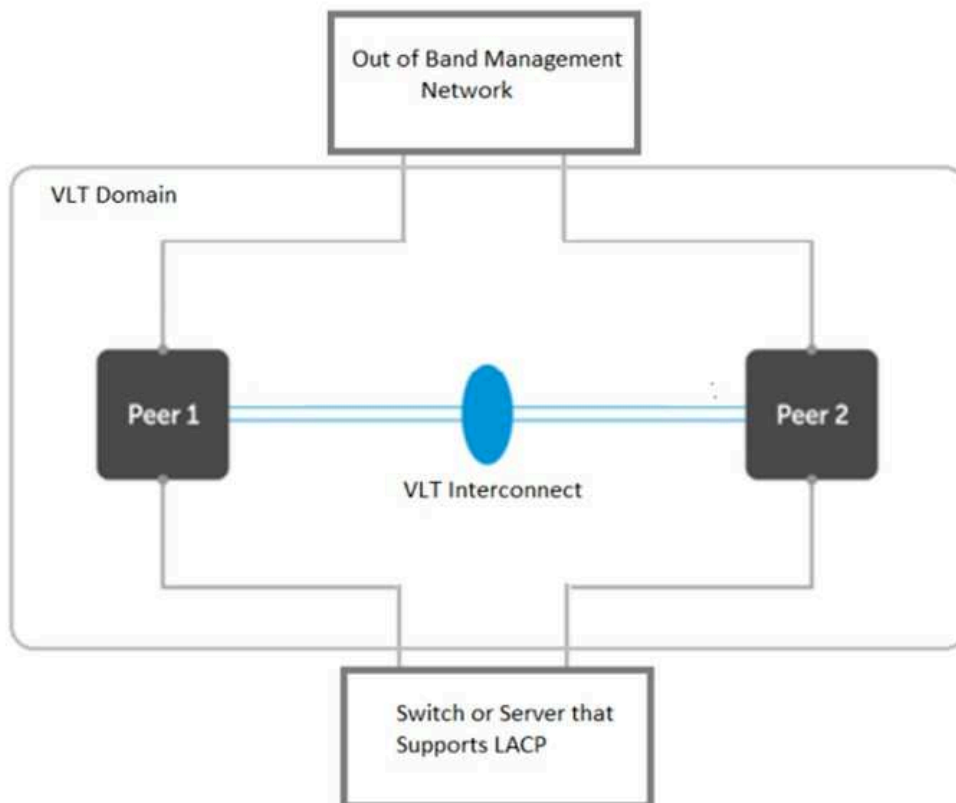 Out of Band Management
Network
VLT Domain
Peer 1
Peer 2
VLT Interconnect
Switch or Server that
Supports LACP